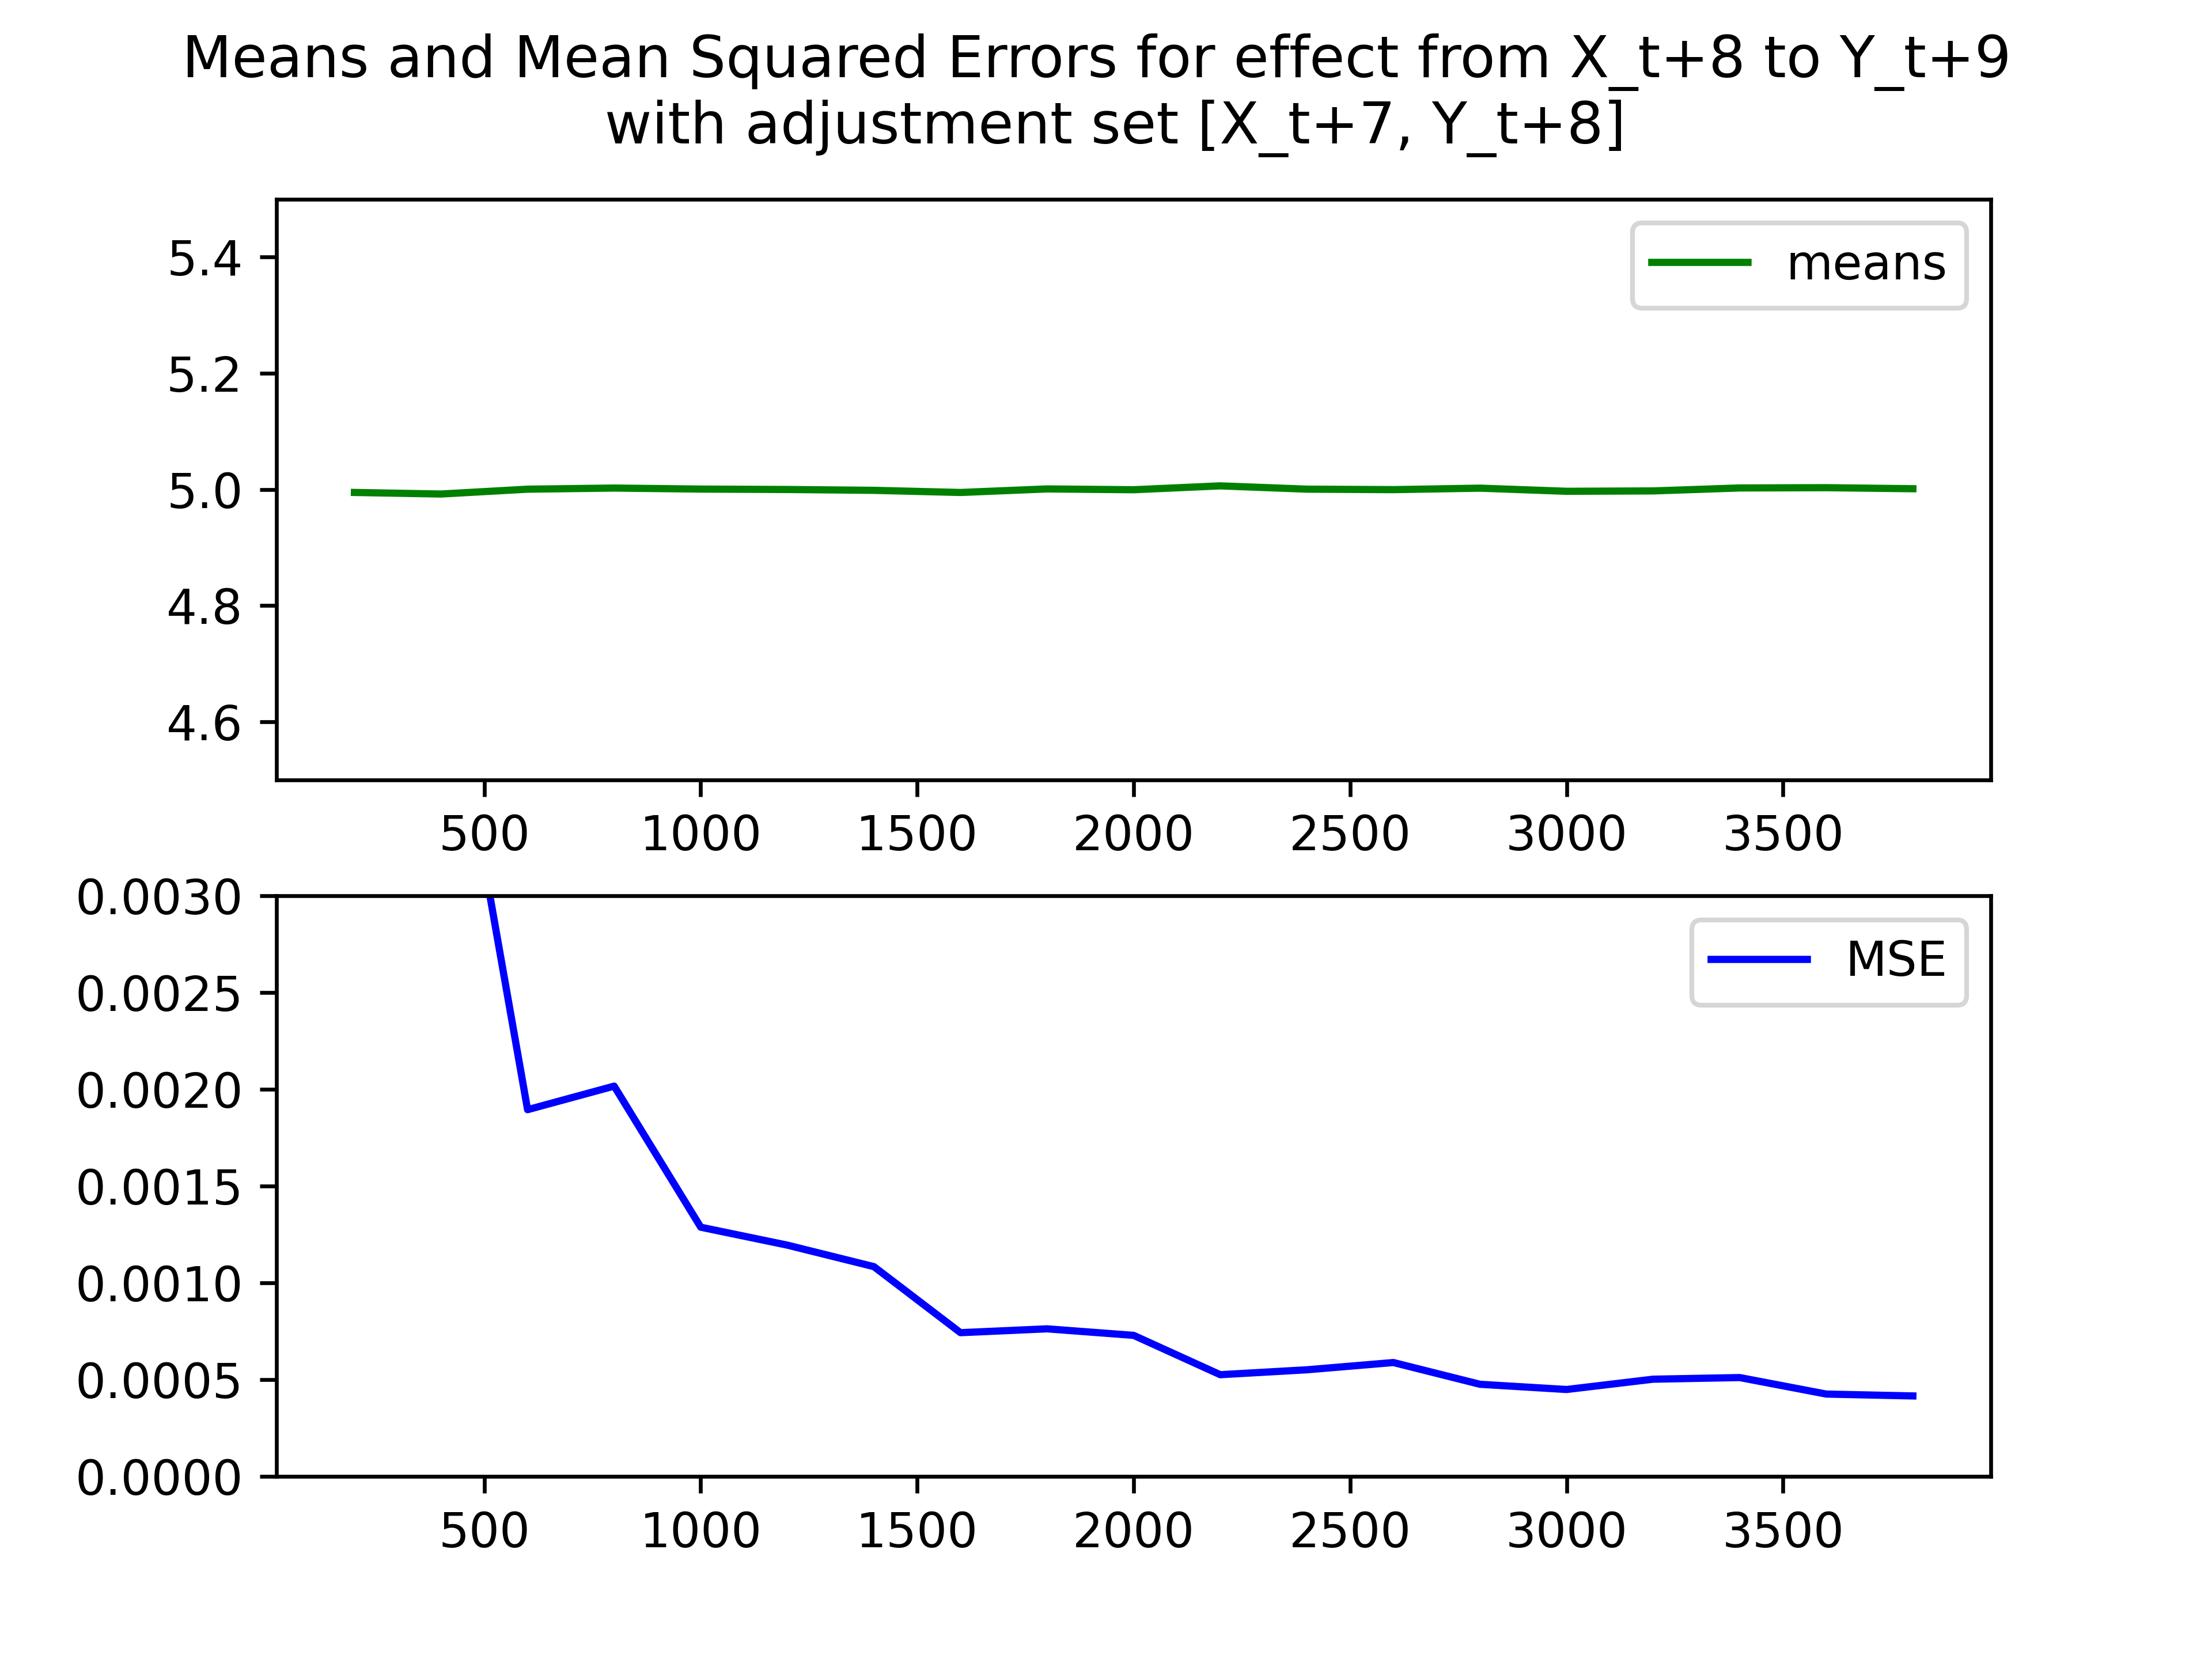 Means and Mean Squared Errors for effect from X_t+8 to Y_t+9
with adjustment set [X_t+7, Y_t+8]
means
5.4
5.2
5.0
4.8
4.6
500 1000 1500 2000 2500 3000 3500
MSE
0.0030
0.0025
0.0020
0.0015
0.0010
0.0005
0.0000
500 1000 1500 2000 2500 3000 3500